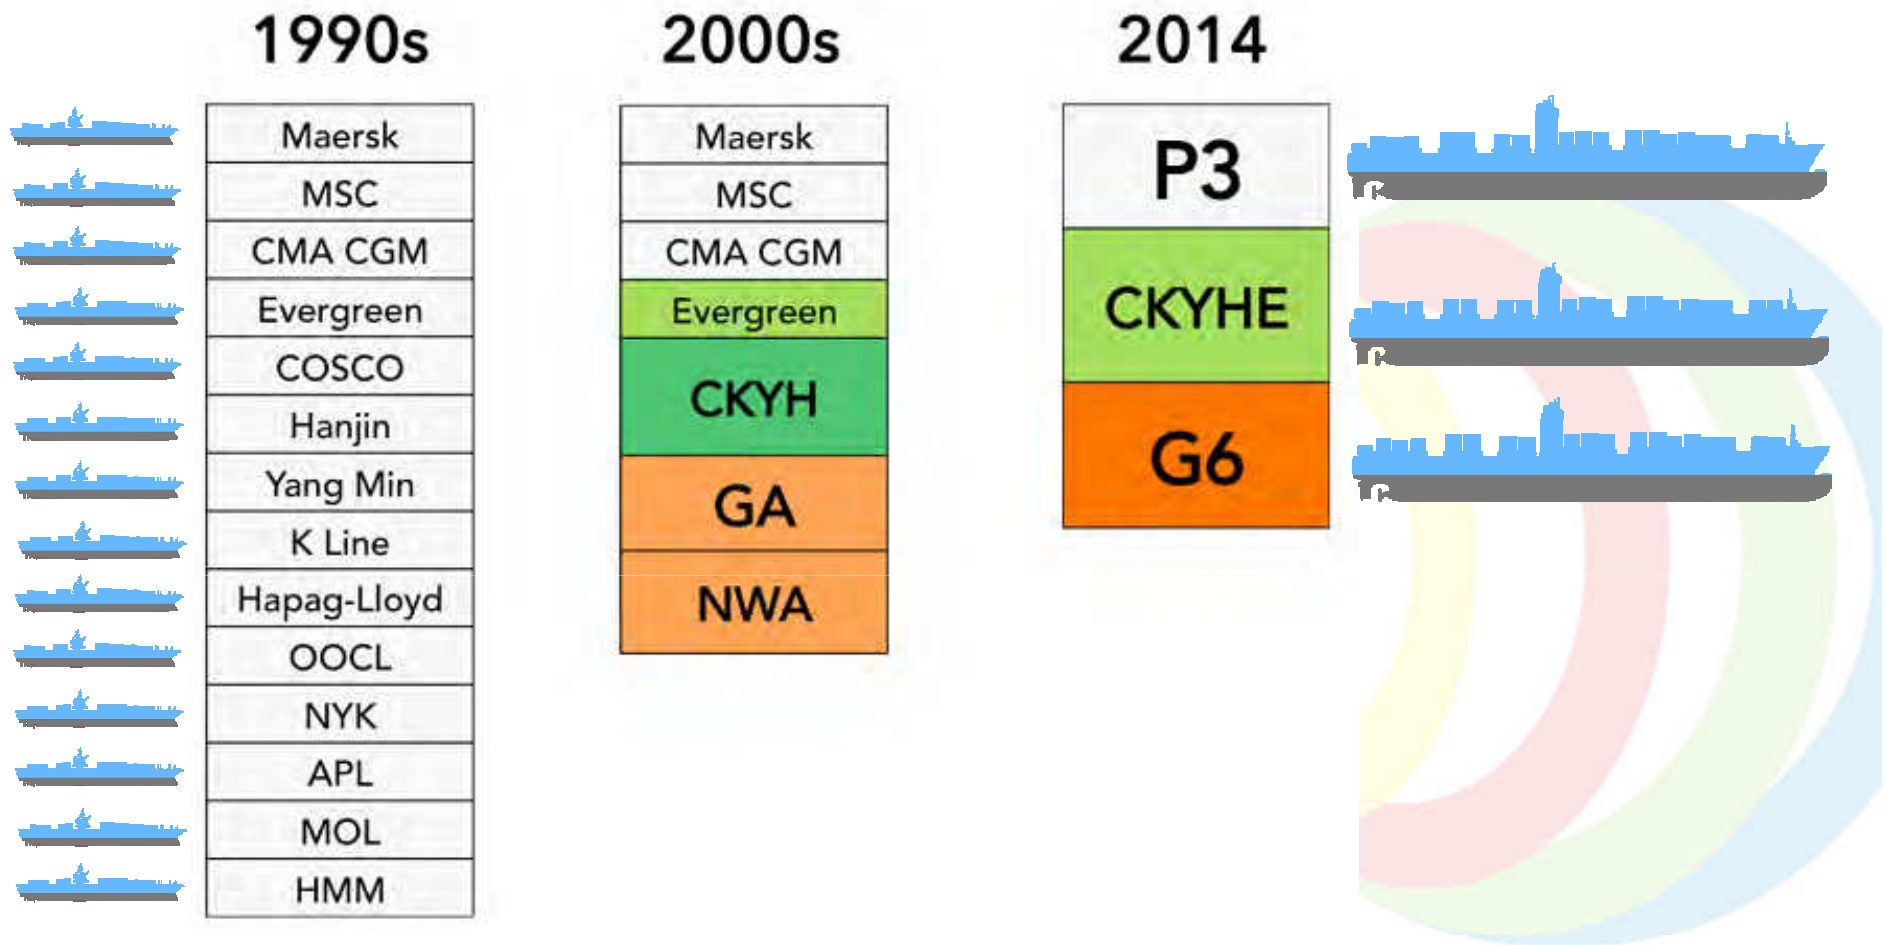 1990s
Maersk
MSC
CMA CGM
Evergreen
COSCO
Hanjin
Yang Min
K Line
Hapag-Lloyd
OOCL
NYK
APL
MOL
HMM
2000s
Maersk
MSC
CMA CGM
Evergreen
CKYH
GA
NWA
2014
P3
CKYHE
G6